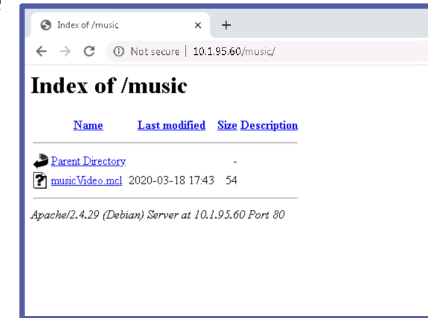 Index of /music
Not secure | 10.1.95.60/music/
Index of /music
Name Last modified Size Description
Parent Directory -
musicVideo.mcl 2020-03-18 17:43 54
Apache/2.4.29 (Debian) Server at 10.1.95.60 Port 80